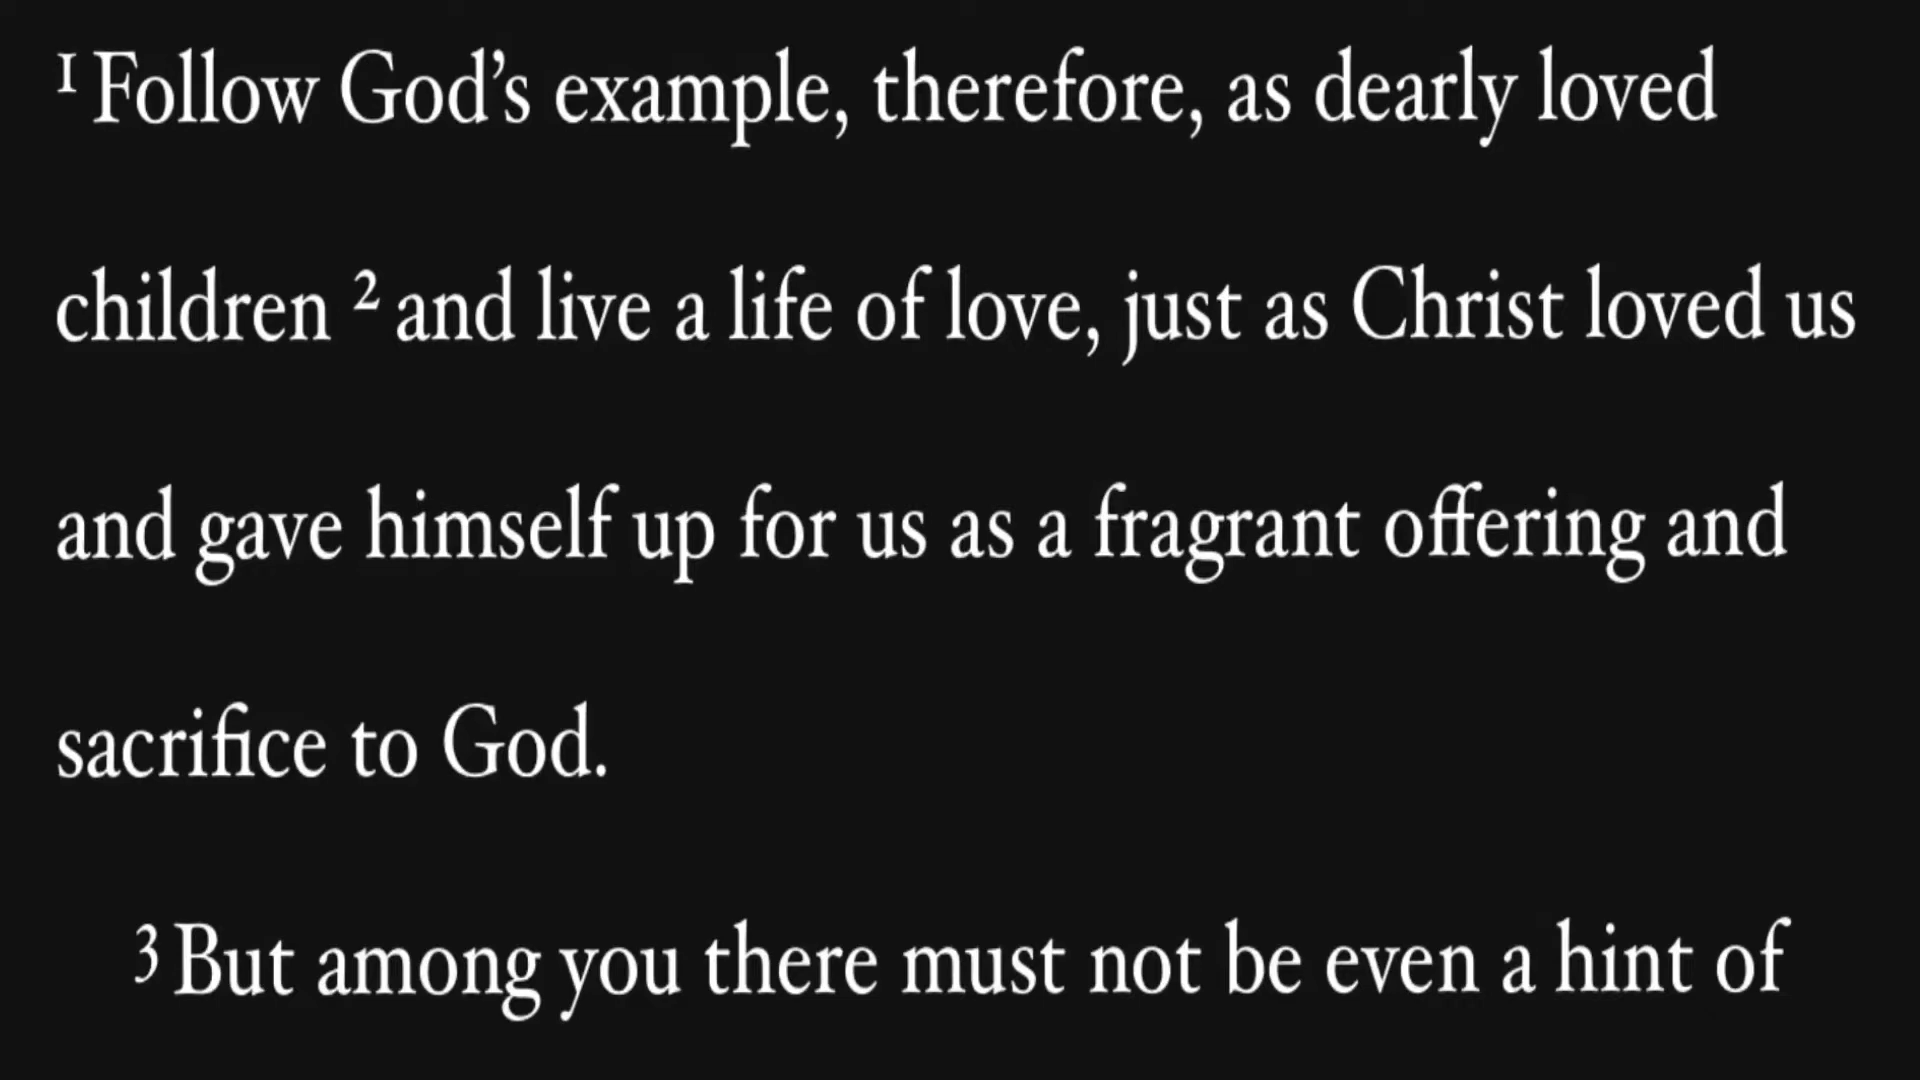 ¹ Follow God’s example, therefore, as dearly loved
children ² and live a life of love, just as Christ loved us
and gave himself up for us as a fragrant offering and
sacrifice to God.
³ But among you there must not be even a hint of